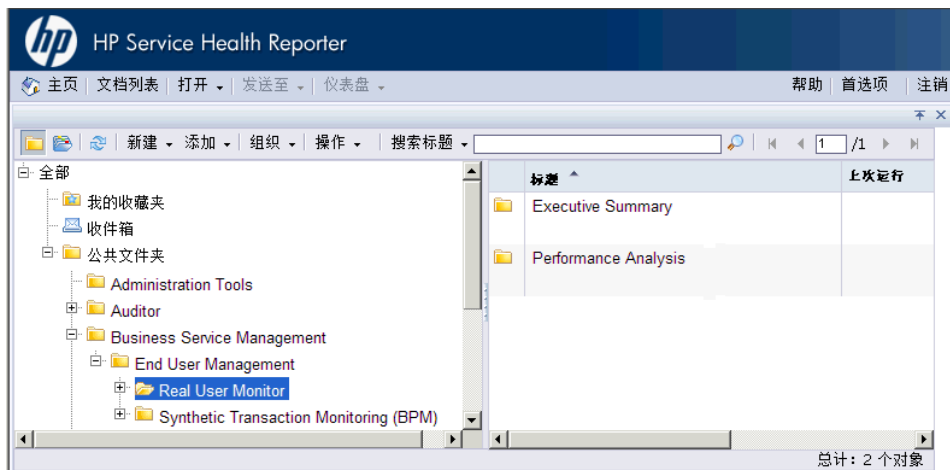 hp HP Service Health Reporter
主页 文档列表 打开 发送至 仪表盘 帮助 首选项 注销
新建 添加 组织 操作 搜索标题 1 /1
全部
标题 上次运行
我的收藏夹
Executive Summary
收件箱
公共文件夹
Performance Analysis
Administration Tools
Auditor
Business Service Management
End User Management
Real User Monitor
Synthetic Transaction Monitoring (BPM)
总计：2 个对象